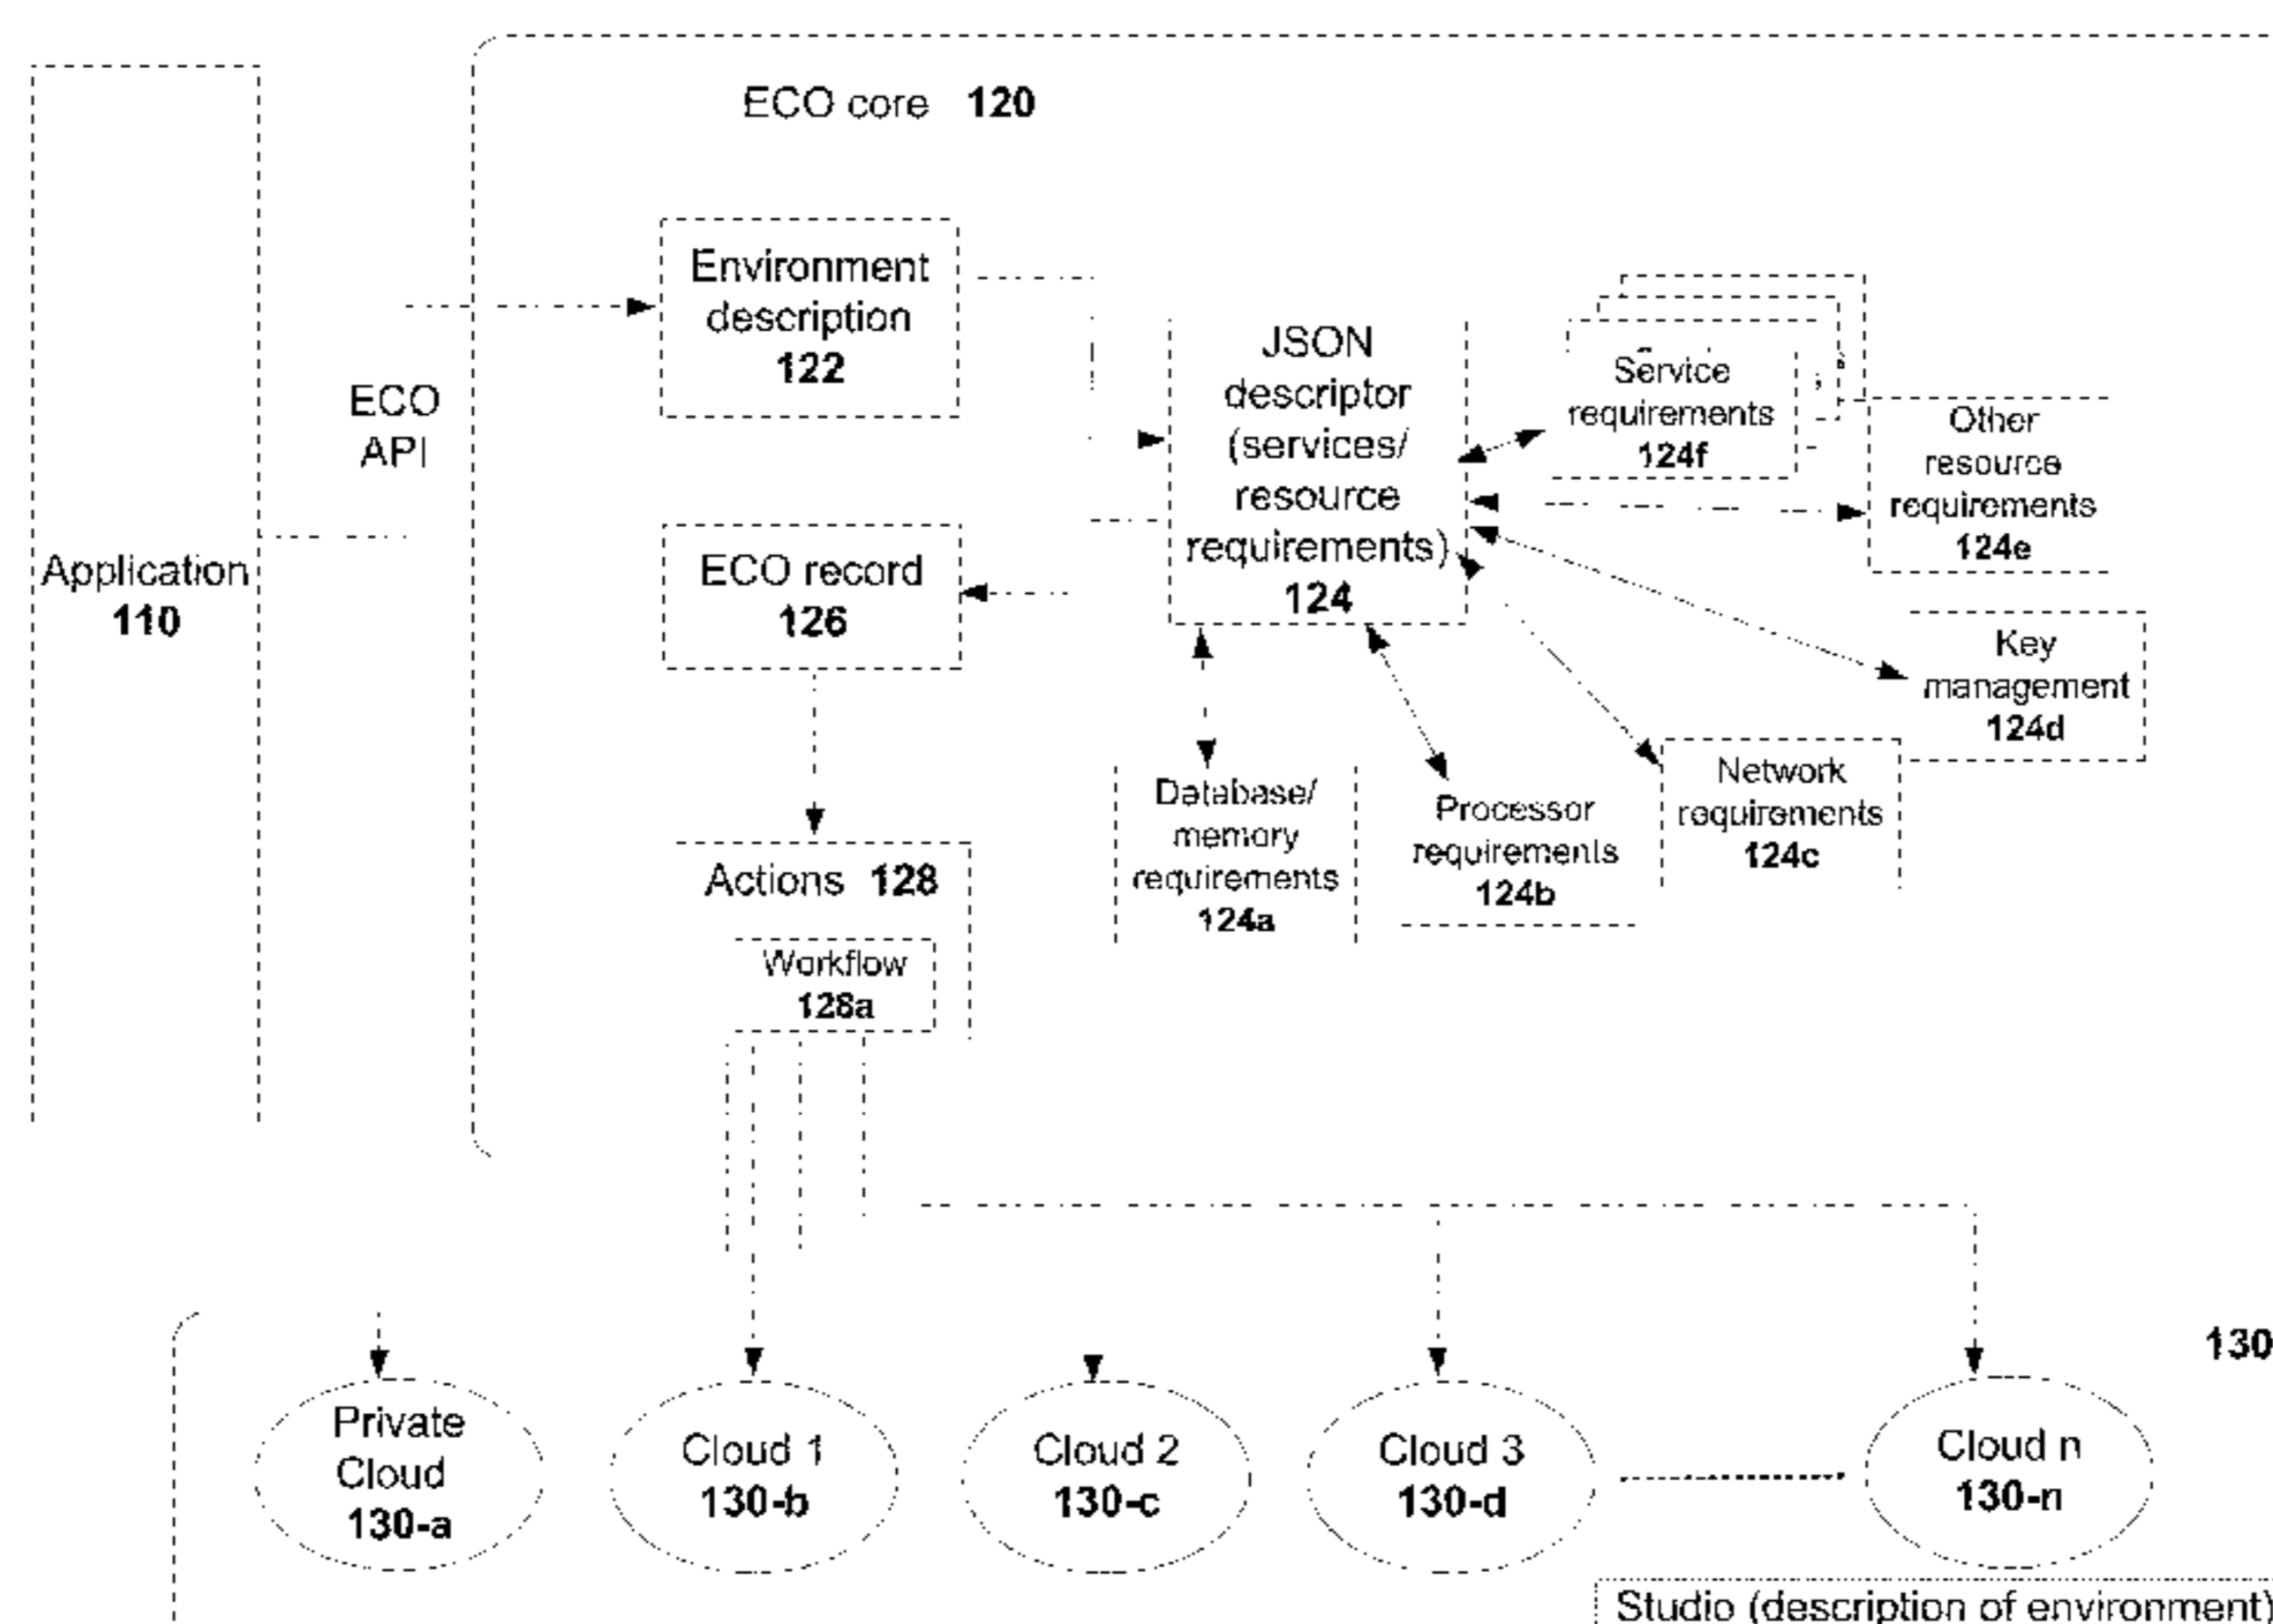 ECO core 120
Environment
description
122
ECO
API
Application
110
JSON
descriptor
(services/
resource
requirements)
124
Service
requirements
124f
Other
resource
requirements
124e
Key
management
124d
Network
requirements
124c
Processor
requirements
124b
Database/
memory
requirements
124a
ECO record
126
Actions 128
Workflow
128a
130
Private
Cloud
130-a
Cloud 1
130-b
Cloud 2
130-c
Cloud 3
130-d
Cloud n
130-n
Studio (description of environment)